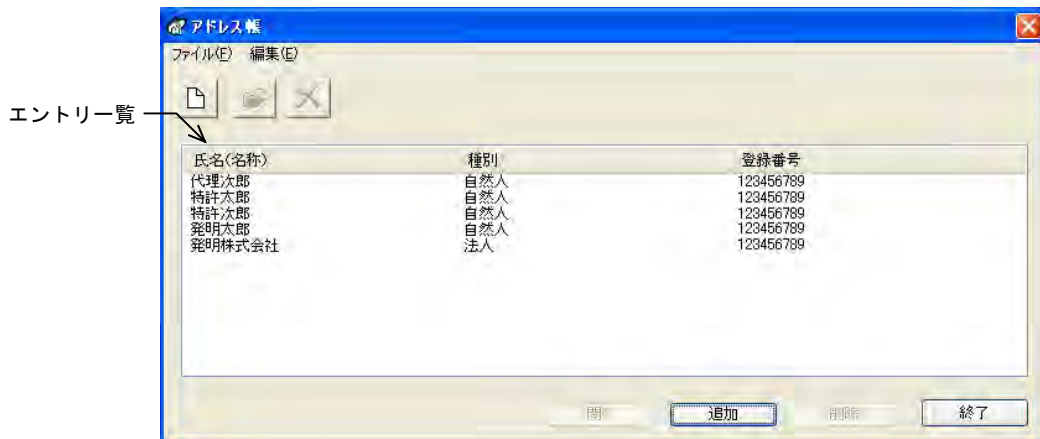 アドレス帳
ファイル(F) 編集(E)
エントリ一覧
氏名(名称) 種別 登録番号
代理次郎 自然人 123456789
特許太郎 自然人 123456789
特許次郎 自然人 123456789
発明太郎 自然人 123456789
発明株式会社 法人 123456789
開く 追加 削除 終了